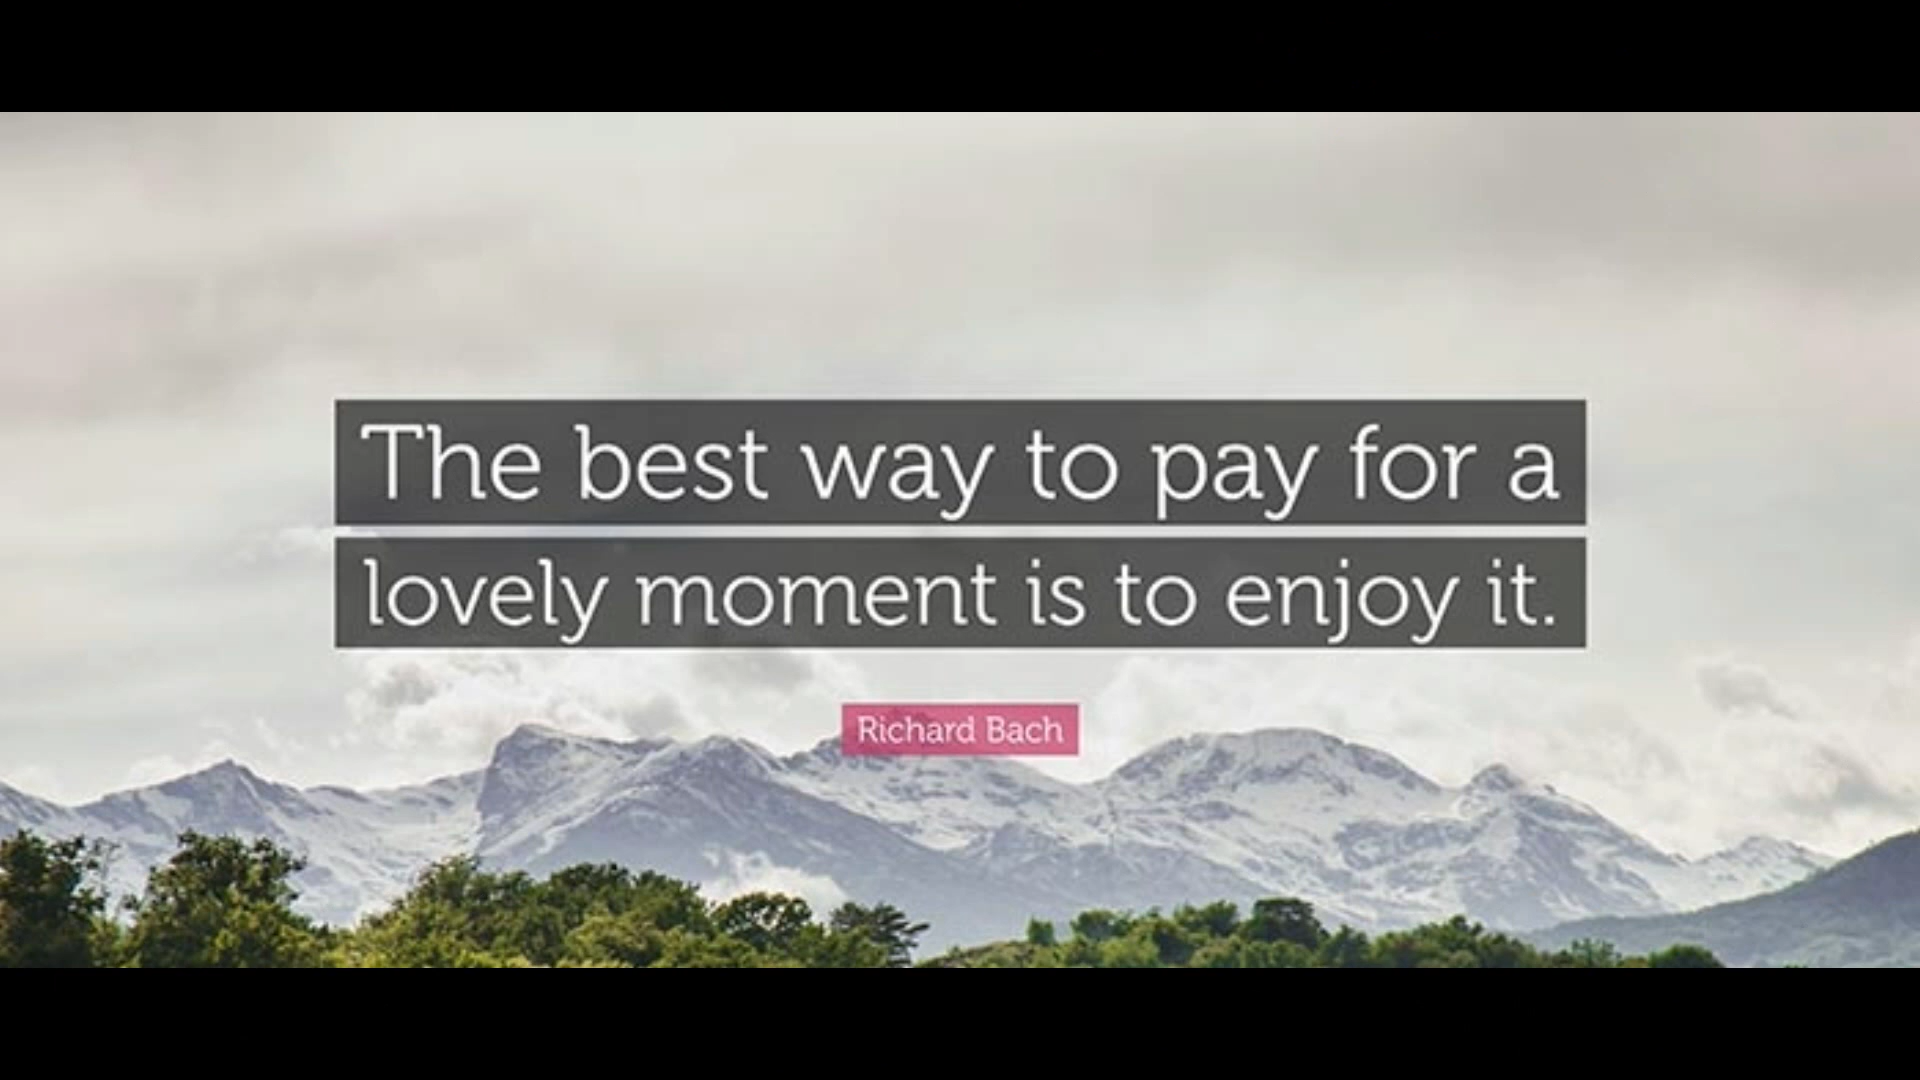 The best way to pay for a
lovely moment is to enjoy it.
Richard Bach